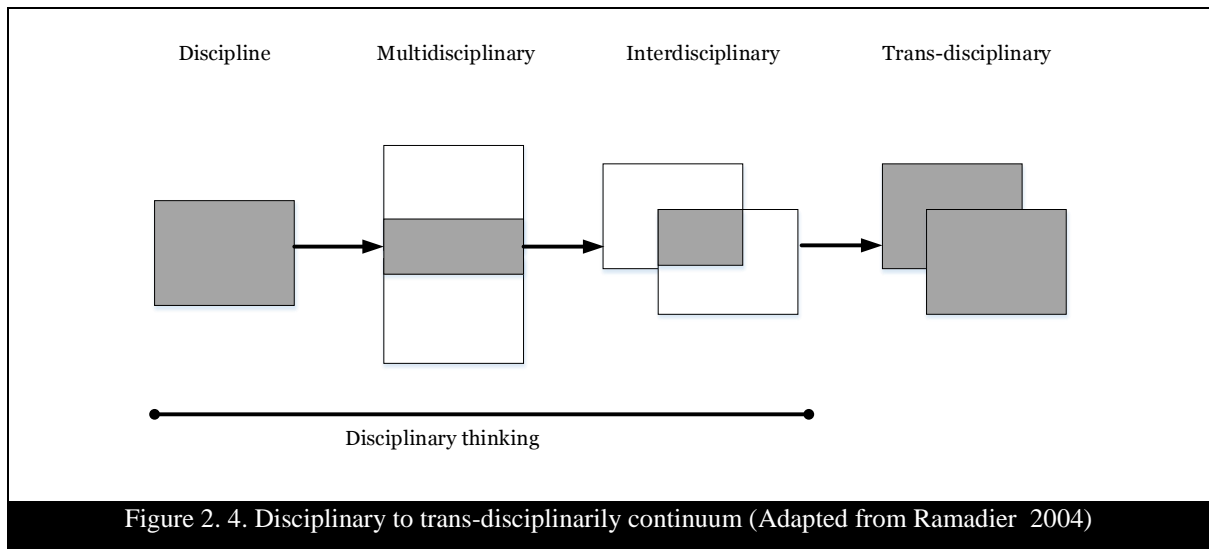 Discipline Multidisciplinary Interdisciplinary Trans-disciplinary
Disciplinary thinking
Figure 2. 4. Disciplinary to trans-disciplinarily continuum (Adapted from Ramadier 2004)